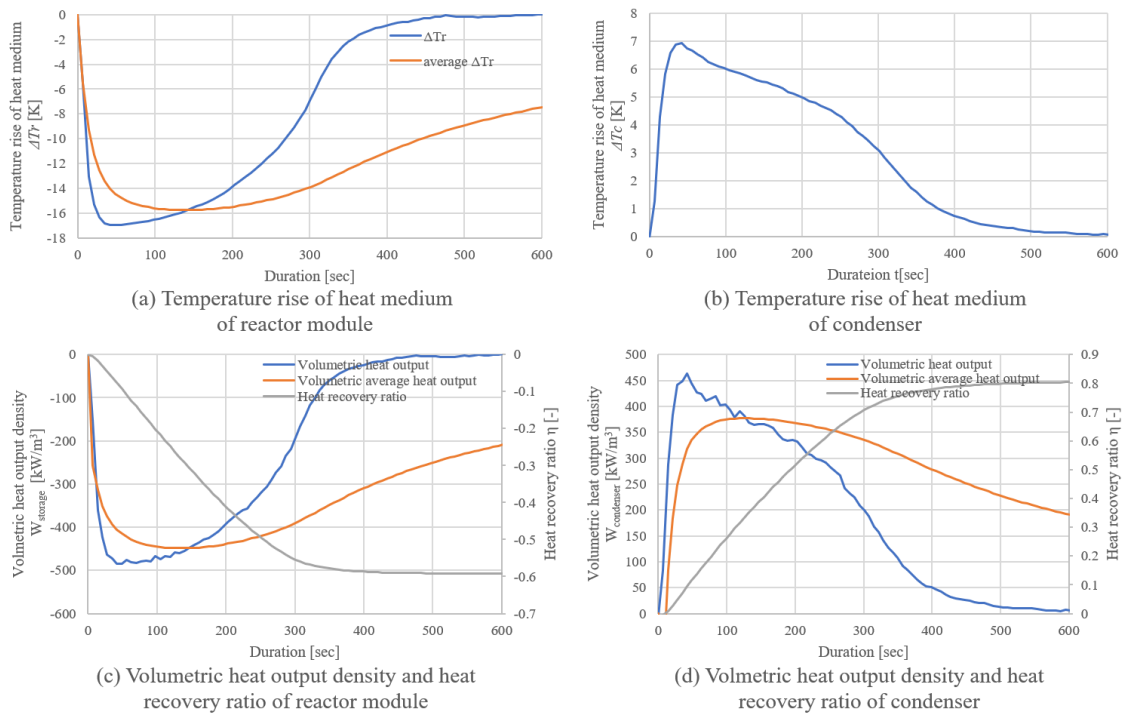 0
-2
-4
-6
-8
-10
-12
-14
-16
-18
Temperature rise of heat medium
ΔTr [K]
ΔTr
average ΔTr
0 100 200 300 400 500 600
Duration [sec]
(a) Temperature rise of heat medium
of reactor module
8
7
6
5
4
3
2
1
0
Temperature rise of heat medium
ΔTc [K]
0 100 200 300 400 500 600
Durateion t[sec]
(b) Temperature rise of heat medium
of condenser
0
-100
-200
-300
-400
-500
-600
Volmetric heat output density
Wstorage [kW/m³]
Volumetric heat output
Volumetric average heat output
Heat recovery ratio
0
-0.1
-0.2
-0.3
-0.4
-0.5
-0.6
-0.7
Heat recovery ratio η [-]
0 100 200 300 400 500 600
Duration [sec]
(c) Volumetric heat output density and heat
recovery ratio of reactor module
500
450
400
350
300
250
200
150
100
50
0
Volumetric heat output density
Wcondenser [kW/m³]
Volumetric heat output
Volumetric average heat output
Heat recovery ratio
0.9
0.8
0.7
0.6
0.5
0.4
0.3
0.2
0.1
0
Heat recovery ratio η [-]
0 100 200 300 400 500 600
Duration [sec]
(d) Volmetric heat output density and heat
recovery ratio of condenser